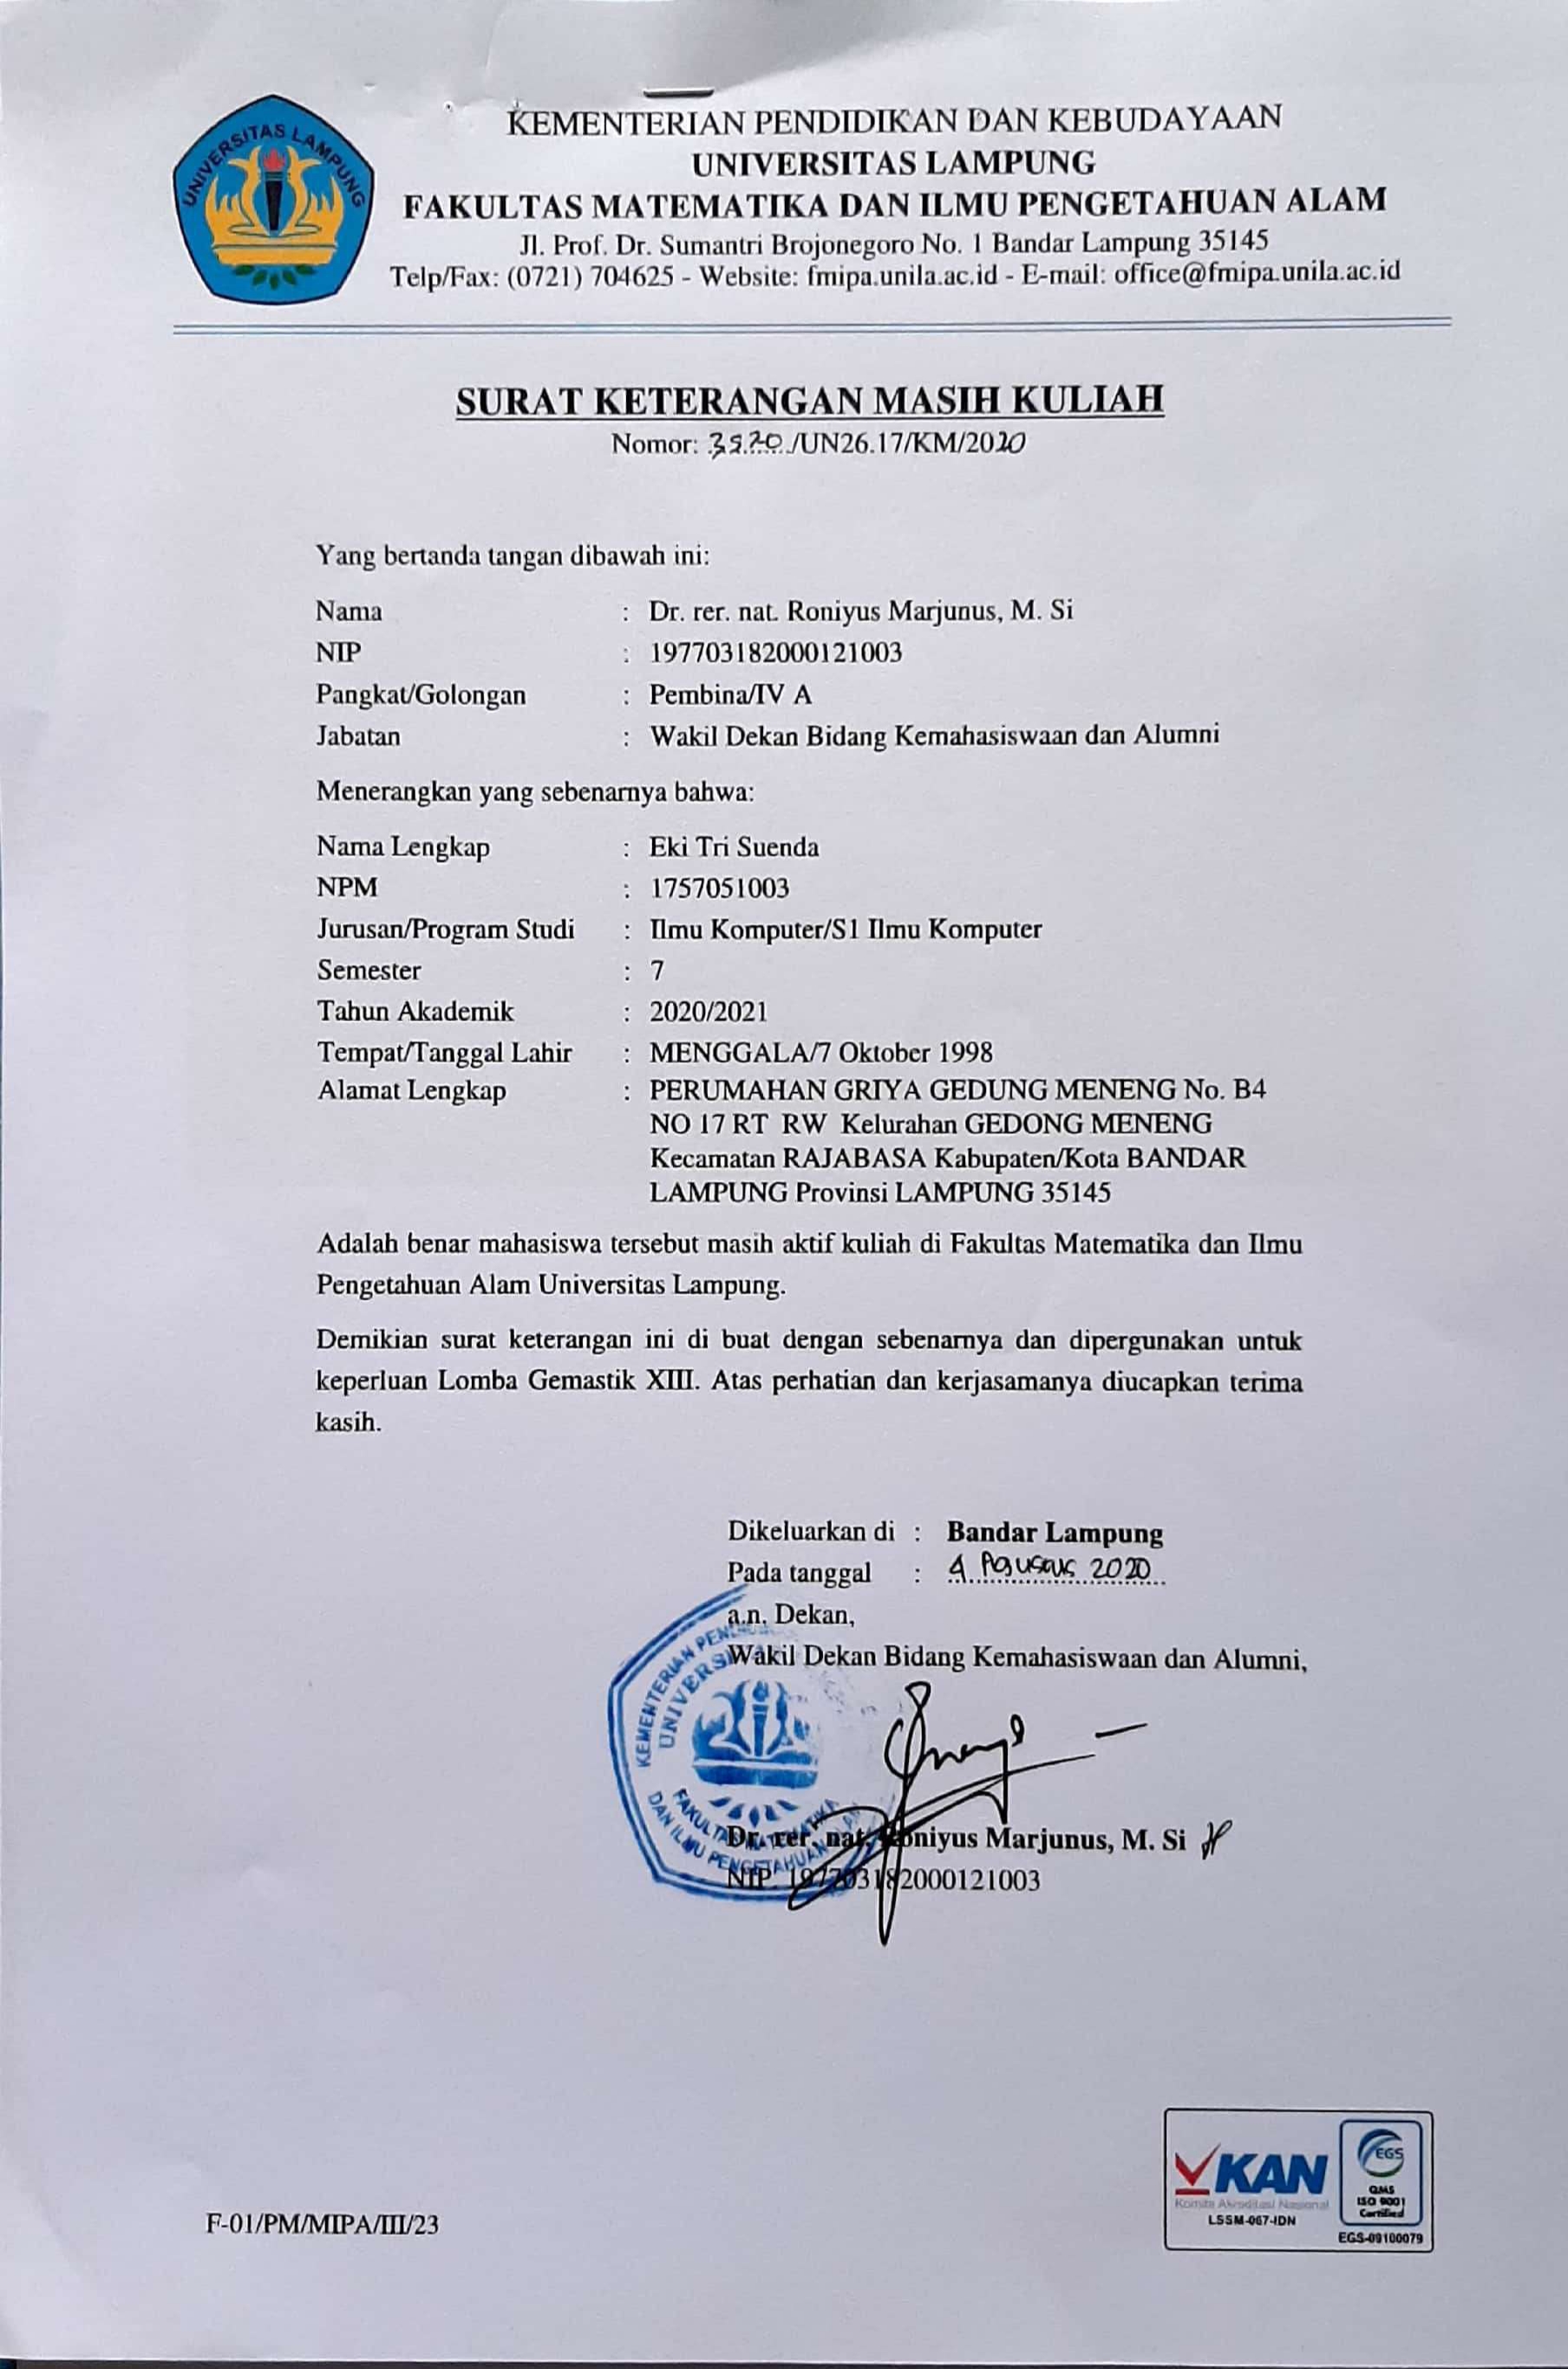 UNIVERSITAS LAMPUNG
KEMENTERIAN PENDIDIKAN DAN KEBUDAYAAN
UNIVERSITAS LAMPUNG
FAKULTAS MATEMATIKA DAN ILMU PENGETAHUAN ALAM
Jl. Prof. Dr. Sumantri Brojonegoro No. 1 Bandar Lampung 35145
Telp/Fax: (0721) 704625 - Website: fmipa.unila.ac.id - E-mail: office@fmipa.unila.ac.id
SURAT KETERANGAN MASIH KULIAH
Nomor: /UN26.17/KM/2020
Yang bertanda tangan dibawah ini:
Nama : Dr. rer. nat. Roniyus Marjunus, M. Si
NIP : 197703182000121003
Pangkat/Golongan : Pembina/IV A
Jabatan : Wakil Dekan Bidang Kemahasiswaan dan Alumni
Menerangkan yang sebenarnya bahwa:
Nama Lengkap : Eki Tri Suenda
NPM : 1757051003
Jurusan/Program Studi : Ilmu Komputer/S1 Ilmu Komputer
Semester : 7
Tahun Akademik : 2020/2021
Tempat/Tanggal Lahir : MENGGALA/7 Oktober 1998
Alamat Lengkap : PERUMAHAN GRIYA GEDUNG MENENG No. B4
NO 17 RT RW Kelurahan GEDONG MENENG
Kecamatan RAJABASA Kabupaten/Kota BANDAR
LAMPUNG Provinsi LAMPUNG 35145
Adalah benar mahasiswa tersebut masih aktif kuliah di Fakultas Matematika dan Ilmu
Pengetahuan Alam Universitas Lampung.
Demikian surat keterangan ini di buat dengan sebenarnya dan dipergunakan untuk
keperluan Lomba Gemastik XIII. Atas perhatian dan kerjasamanya diucapkan terima
kasih.
Dikeluarkan di : Bandar Lampung
Pada tanggal : 4 Agustus 2020
a.n. Dekan,
Wakil Dekan Bidang Kemahasiswaan dan Alumni,
KEMENTERIAN
FAKULTAS MATEMATIKA
DAN ILMU PENGETAHUAN ALAM
Dr. rer. nat. Roniyus Marjunus, M. Si
NIP. 197703182000121003
KAN
Komite Akreditasi Nasional
LSSM-067-IDN
EGS
QMS
ISO 9001
Certified
EGS-09100079
F-01/PM/MIPA/III/23